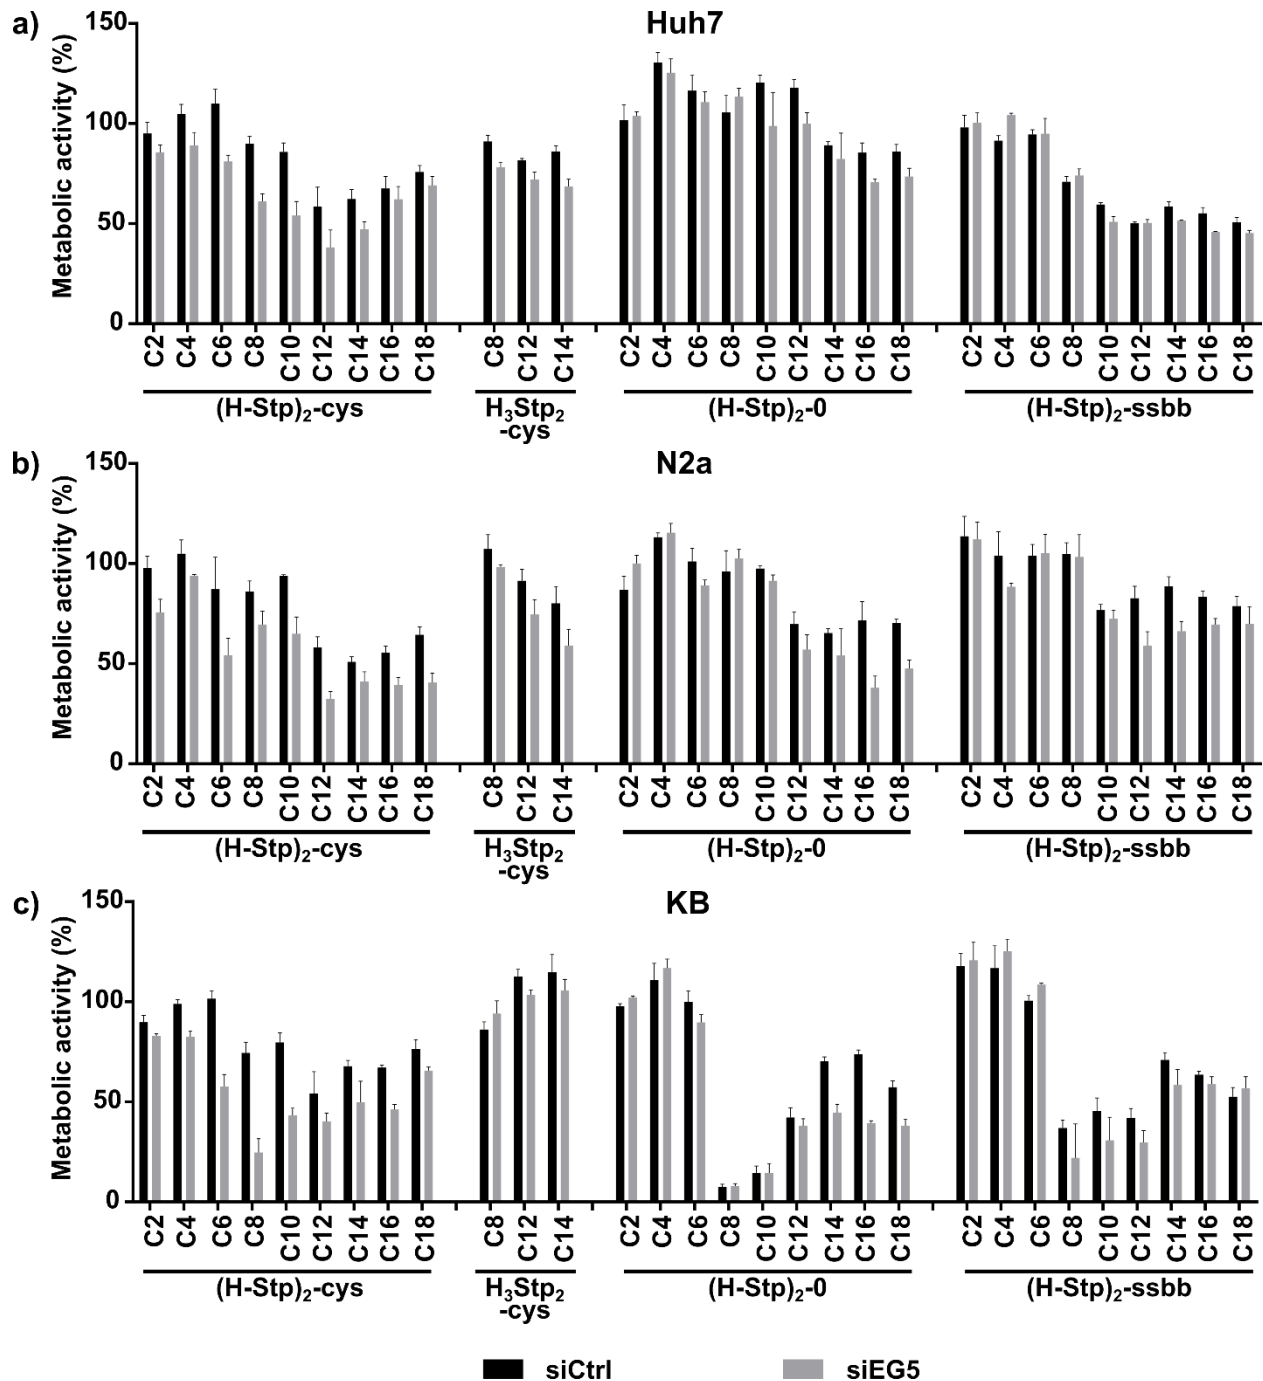 a)
Huh7
Metabolic activity (%)
150
100
50
0
C2 C4 C6 C8 C10 C12 C14 C16 C18 C8 C12 C14 C2 C4 C6 C8 C10 C12 C14 C16 C18 C2 C4 C6 C8 C10 C12 C14 C16 C18
(H-Stp)₂-cys H₃Stp₂ (H-Stp)₂-0 (H-Stp)₂-ssbb
-cys
b)
N2a
Metabolic activity (%)
150
100
50
0
C2 C4 C6 C8 C10 C12 C14 C16 C18 C8 C12 C14 C2 C4 C6 C8 C10 C12 C14 C16 C18 C2 C4 C6 C8 C10 C12 C14 C16 C18
(H-Stp)₂-cys H₃Stp₂ (H-Stp)₂-0 (H-Stp)₂-ssbb
-cys
c)
KB
Metabolic activity (%)
150
100
50
0
C2 C4 C6 C8 C10 C12 C14 C16 C18 C8 C12 C14 C2 C4 C6 C8 C10 C12 C14 C16 C18 C2 C4 C6 C8 C10 C12 C14 C16 C18
(H-Stp)₂-cys H₃Stp₂ (H-Stp)₂-0 (H-Stp)₂-ssbb
-cys
siCtrl siEG5